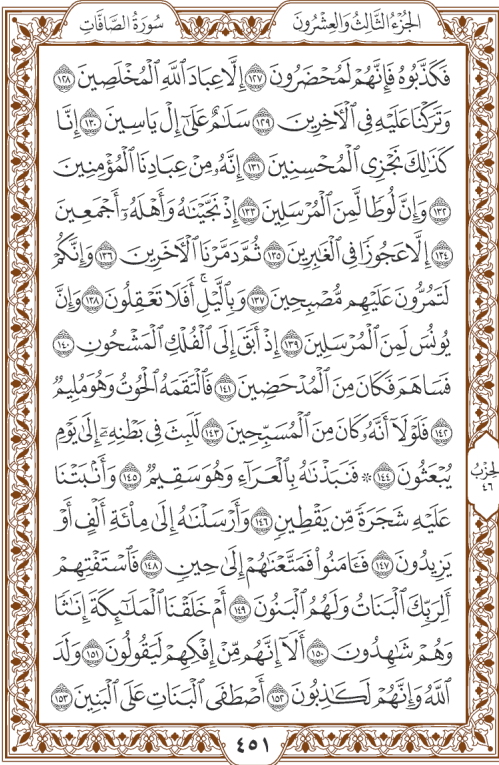 سُورَةُ الصَّافَّاتِ
الجُزْءُ الثَّالِثُ وَالعِشْرُونَ
فَكَذَّبُوهُ فَإِنَّهُمْ لَمُحْضَرُونَ ١٢٧ إِلَّا عِبَادَ ٱللَّهِ ٱلْمُخْلَصِينَ ١٢٨
وَتَرَكْنَا عَلَيْهِ فِي ٱلْـَٔاخِرِينَ ١٢٩ سَلَـٰمٌ عَلَىٰٓ إِلْ يَاسِينَ ١٣٠ إِنَّا
كَذَٰلِكَ نَجْزِي ٱلْمُحْسِنِينَ ١٣١ إِنَّهُۥ مِنْ عِبَادِنَا ٱلْمُؤْمِنِينَ
١٣٢ وَإِنَّ لُوطًا لَّمِنَ ٱلْمُرْسَلِينَ ١٣٣ إِذْ نَجَّيْنَـٰهُ وَأَهْلَهُۥٓ أَجْمَعِينَ
١٣٤ إِلَّا عَجُوزًا فِي ٱلْغَـٰبِرِينَ ١٣٥ ثُمَّ دَمَّرْنَا ٱلْـَٔاخَرِينَ ١٣٦ وَإِنَّكُمْ
لَتَمُرُّونَ عَلَيْهِم مُّصْبِحِينَ ١٣٧ وَبِٱلَّيْلِ ۗ أَفَلَا تَعْقِلُونَ ١٣٨ وَإِنَّ
يُونُسَ لَمِنَ ٱلْمُرْسَلِينَ ١٣٩ إِذْ أَبَقَ إِلَى ٱلْفُلْكِ ٱلْمَشْحُونِ ١٤٠
فَسَاهَمَ فَكَانَ مِنَ ٱلْمُدْحَضِينَ ١٤١ فَٱلْتَقَمَهُ ٱلْحُوتُ وَهُوَ مُلِيمٌ
١٤٢ فَلَوْلَآ أَنَّهُۥ كَانَ مِنَ ٱلْمُسَبِّحِينَ ١٤٣ لَلَبِثَ فِي بَطْنِهِۦٓ إِلَىٰ يَوْمِ
يُبْعَثُونَ ١٤٤ ۞ فَنَبَذْنَـٰهُ بِٱلْعَرَآءِ وَهُوَ سَقِيمٌ ١٤٥ وَأَنۢبَتْنَا
عَلَيْهِ شَجَرَةً مِّن يَقْطِينٍ ١٤٦ وَأَرْسَلْنَـٰهُ إِلَىٰ مِا۟ئَةِ أَلْفٍ أَوْ
يَزِيدُونَ ١٤٧ فَـَٔامَنُوا۟ فَمَتَّعْنَـٰهُمْ إِلَىٰ حِينٍ ١٤٨ فَٱسْتَفْتِهِمْ
أَلِرَبِّكَ ٱلْبَنَاتُ وَلَهُمُ ٱلْبَنُونَ ١٤٩ أَمْ خَلَقْنَا ٱلْمَلَـٰٓئِكَةَ إِنَـٰثًا
وَهُمْ شَـٰهِدُونَ ١٥٠ أَلَآ إِنَّهُم مِّنْ إِفْكِهِمْ لَيَقُولُونَ ١٥١ وَلَدَ
ٱللَّهُ وَإِنَّهُمْ لَكَـٰذِبُونَ ١٥٢ أَصْطَفَى ٱلْبَنَاتِ عَلَى ٱلْبَنِينَ ١٥٣
الحِزْبُ
٤٦
٤٥١